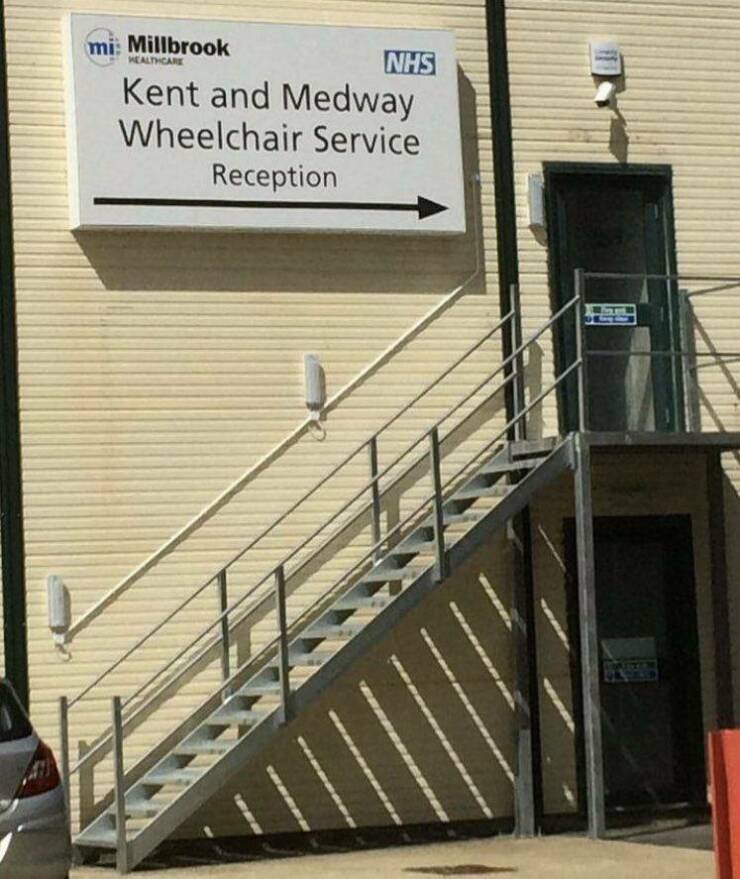 mi Millbrook
HEALTHCARE
NHS
Kent and Medway
Wheelchair Service
Reception